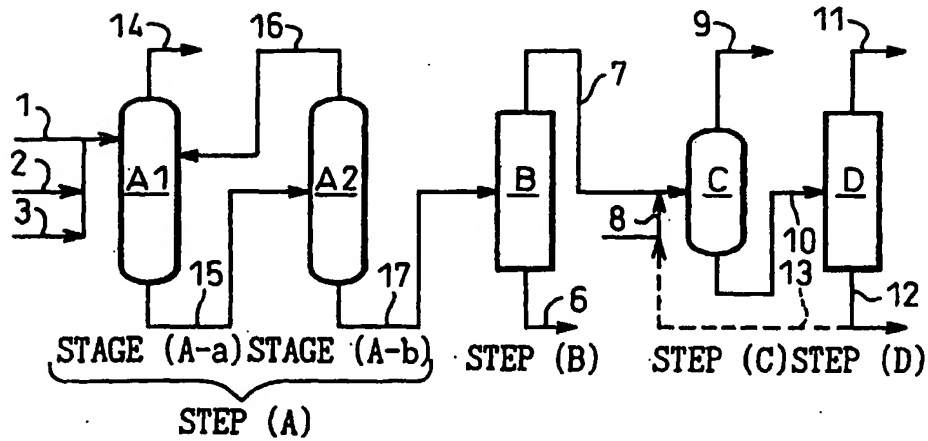 14
16
9
11
7
1
A1
A2
B
C
D
2
3
8
10
13
15
17
6
12
STAGE (A-a) STAGE (A-b)
STEP (B)
STEP (C) STEP (D)
STEP (A)